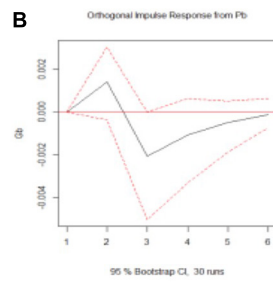 B
Orthogonal Impulse Response from Pb
0.002
0.000
-0.002
-0.004
Gb
1 2 3 4 5 6
95 % Bootstrap CI, 30 runs